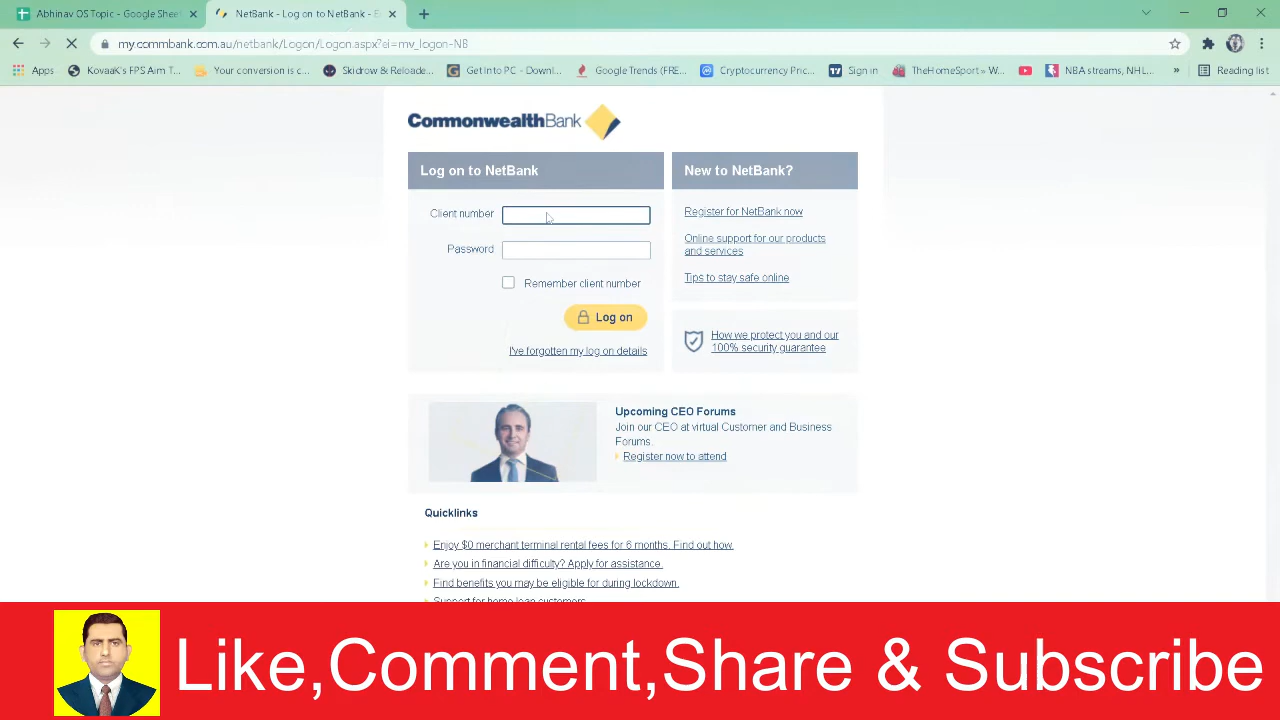 Abhinav OS Topic - Google Sheet
NetBank - Log on to NetBank - E
my.commbank.com.au/netbank/Logon/Logon.aspx?ei=mv_logon-NB
Apps
KovaaK's FPS Aim T...
Your conversion is c...
Skidrow & Reloade...
Get Into PC - Downl...
Google Trends (FRE...
Cryptocurrency Pric...
Sign in
TheHomeSport – W...
NBA streams, NHL...
»
Reading list
CommonwealthBank
Log on to NetBank
Client number
Password
Remember client number
Log on
I've forgotten my log on details
New to NetBank?
Register for NetBank now
Online support for our products
and services
Tips to stay safe online
How we protect you and our
100% security guarantee
Upcoming CEO Forums
Join our CEO at virtual Customer and Business
Forums.
Register now to attend
Quicklinks
Enjoy $0 merchant terminal rental fees for 6 months. Find out how.
Are you in financial difficulty? Apply for assistance.
Find benefits you may be eligible for during lockdown.
Support for home loan customers
Like,Comment,Share & Subscribe